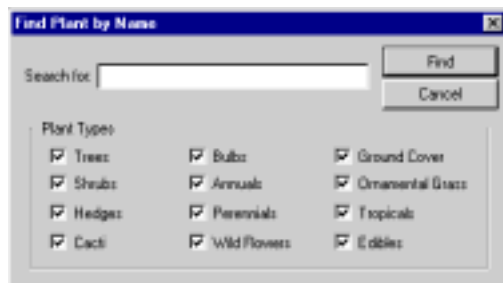 Find Plant by Name
Search for:
Find
Cancel
Plant Types
Trees
Bulbs
Ground Cover
Shrubs
Annuals
Ornamental Grass
Hedges
Perennials
Tropicals
Cacti
Wild Flowers
Edibles